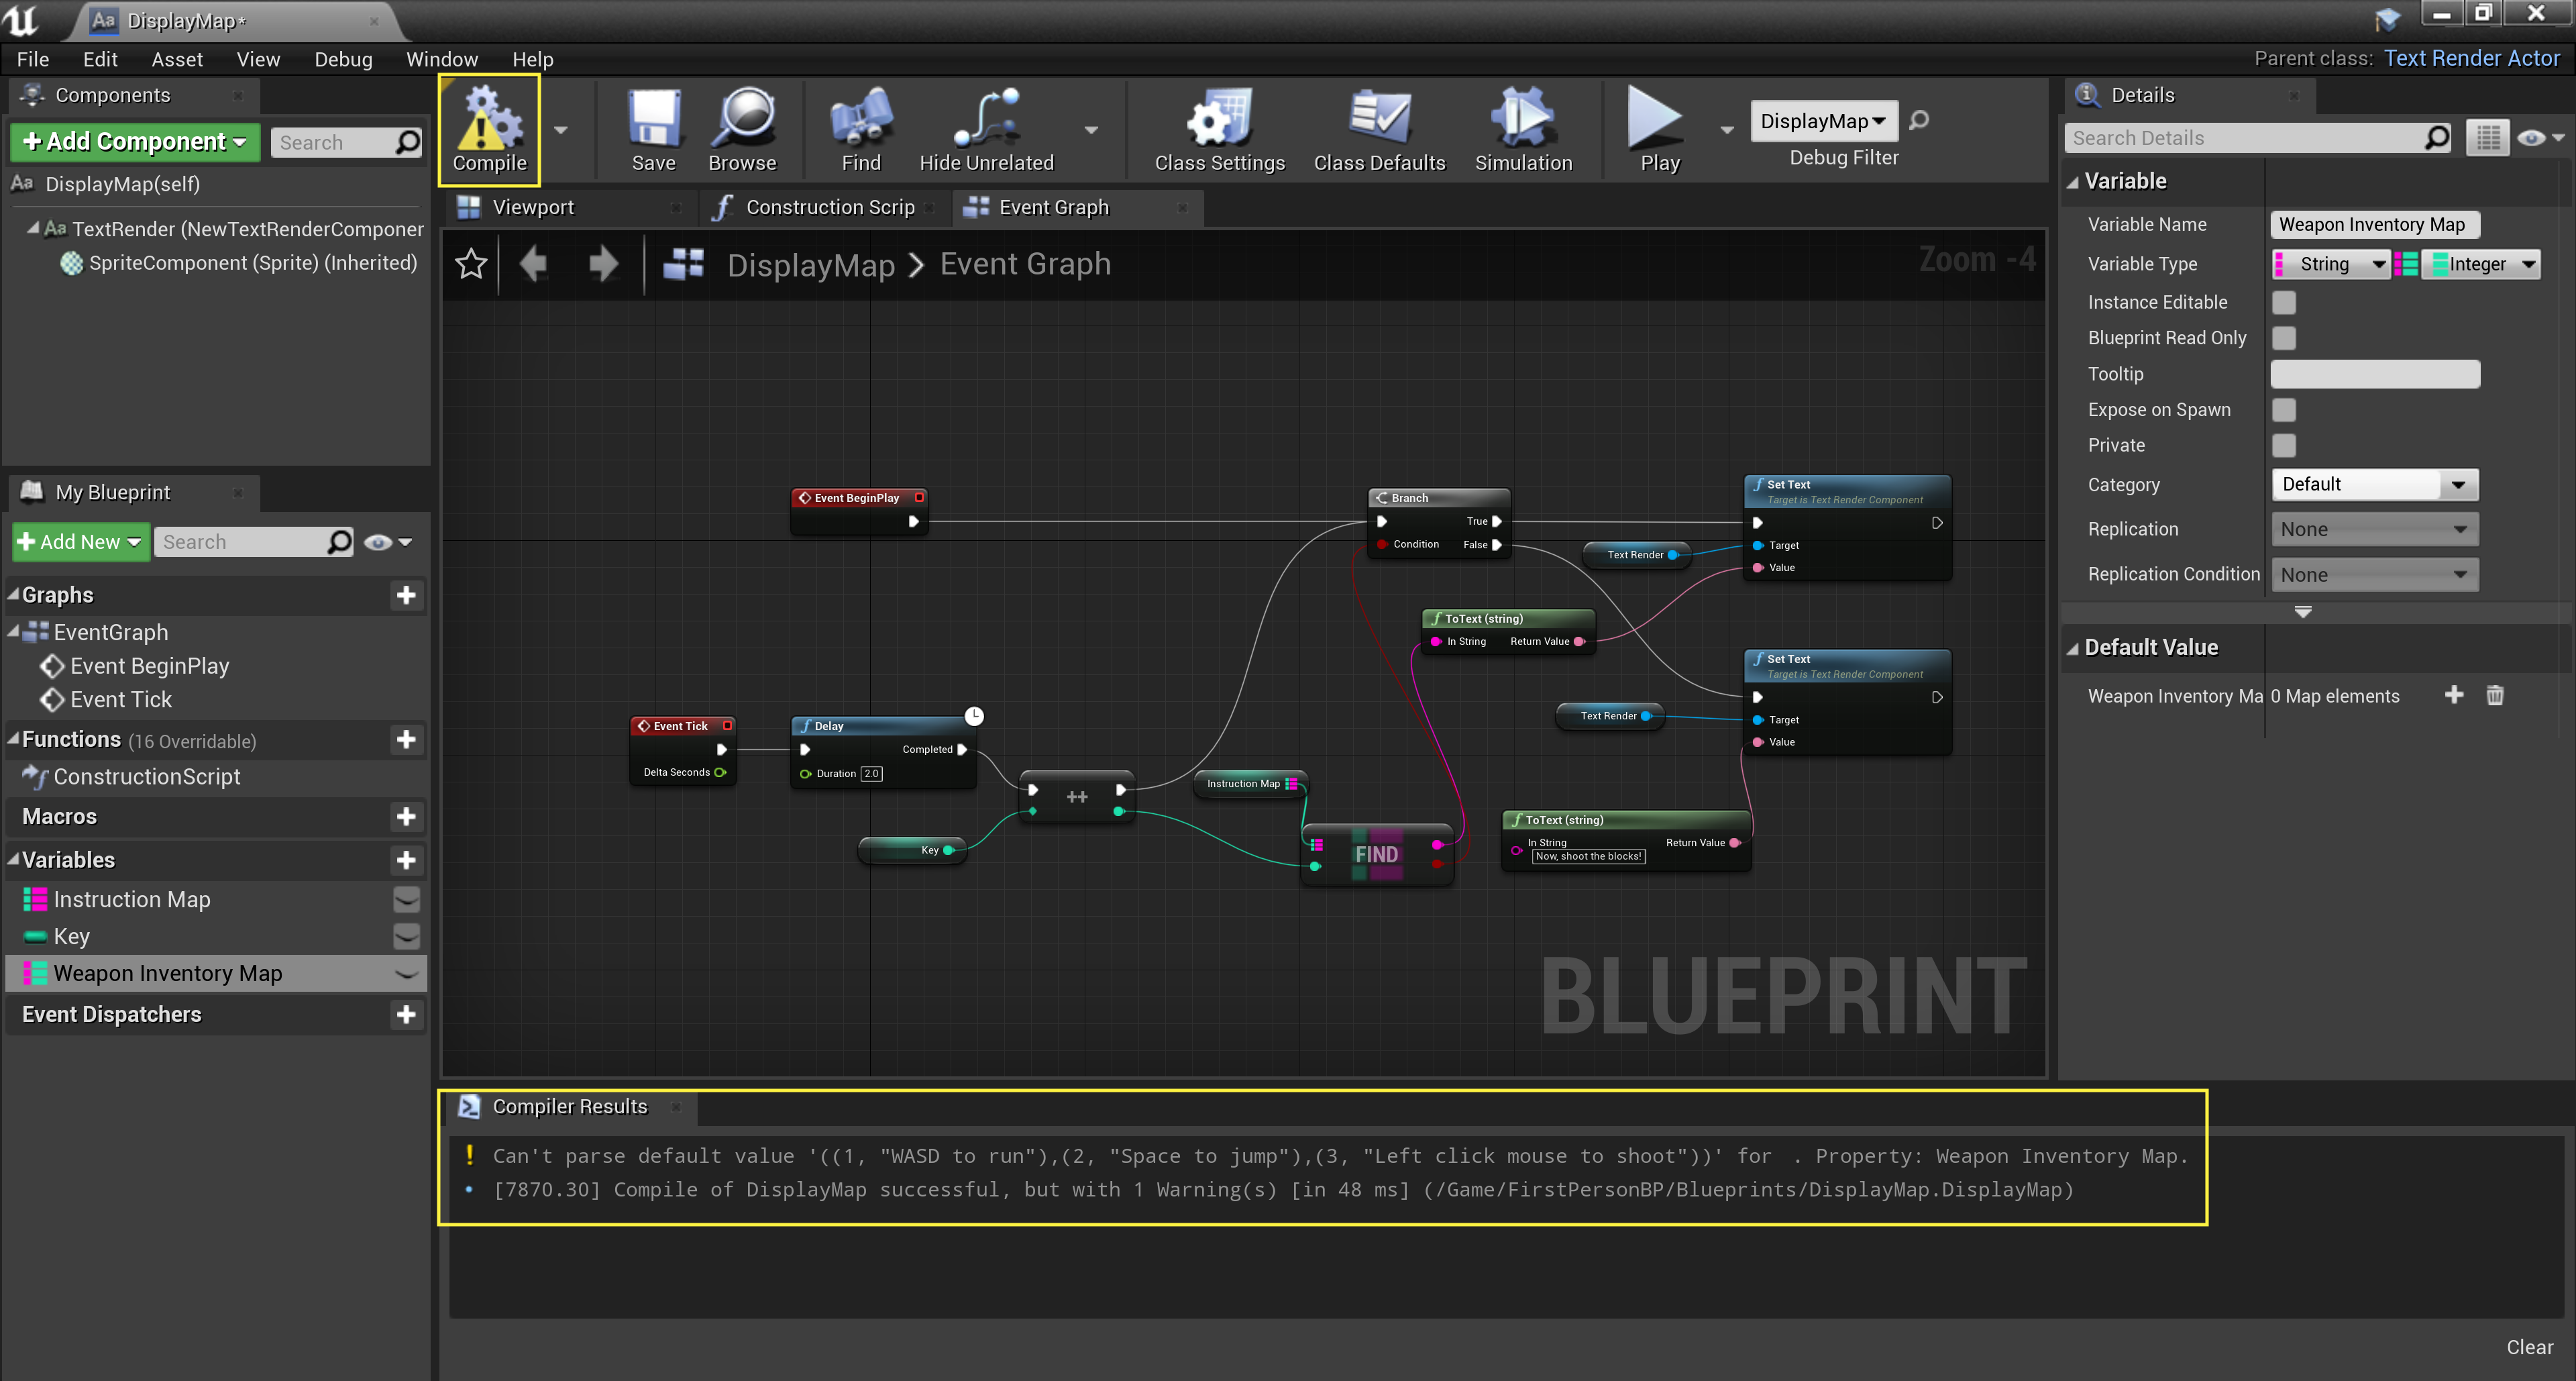 DisplayMap*
File Edit Asset View Debug Window Help
Parent class: Text Render Actor
Components
Add Component
Search
DisplayMap(self)
TextRender (NewTextRenderComponer
SpriteComponent (Sprite) (Inherited)
My Blueprint
Add New
Search
Graphs
EventGraph
Event BeginPlay
Event Tick
Functions (16 Overridable)
ConstructionScript
Macros
Variables
Instruction Map
Key
Weapon Inventory Map
Event Dispatchers
Compile
Save
Browse
Find
Hide Unrelated
Class Settings
Class Defaults
Simulation
Play
DisplayMap
Debug Filter
Viewport
Construction Scrip
Event Graph
DisplayMap > Event Graph
Zoom -4
Event BeginPlay
Branch
True
Condition False
Set Text
Target is Text Render Component
Target
Value
Text Render
ToText (string)
In String Return Value
Set Text
Target is Text Render Component
Target
Value
Text Render
Event Tick
Delta Seconds
Delay
Completed
Duration 2.0
++
Key
Instruction Map
FIND
ToText (string)
In String Return Value
Now, shoot the blocks!
BLUEPRINT
Compiler Results
Can't parse default value '((1, "WASD to run"),(2, "Space to jump"),(3, "Left click mouse to shoot"))' for . Property: Weapon Inventory Map.
[7870.30] Compile of DisplayMap successful, but with 1 Warning(s) [in 48 ms] (/Game/FirstPersonBP/Blueprints/DisplayMap.DisplayMap)
Clear
Details
Search Details
Variable
Variable Name Weapon Inventory Map
Variable Type String Integer
Instance Editable
Blueprint Read Only
Tooltip
Expose on Spawn
Private
Category Default
Replication None
Replication Condition None
Default Value
Weapon Inventory Ma 0 Map elements